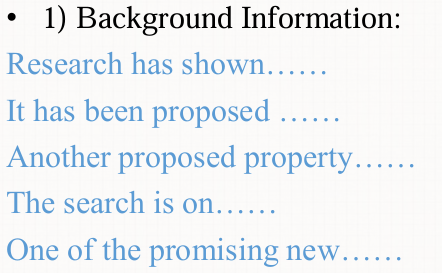 • 1) Background Information:
Research has shown……
It has been proposed ……
Another proposed property……
The search is on……
One of the promising new……